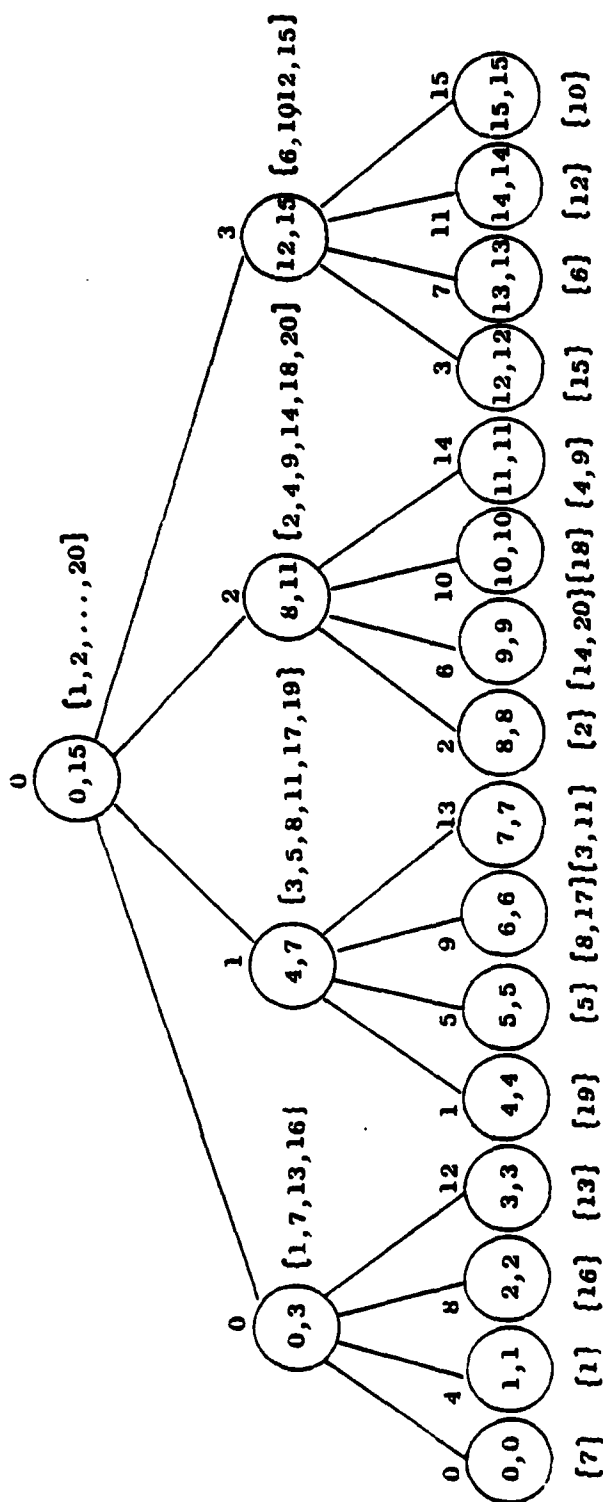 0
0,15 {1,2,....,20}
0 1 2 3
0,3 {1,7,13,16} 4,7 {3,5,8,11,17,19} 8,11 {2,4,9,14,18,20} 12,15 {6,1012,15}
0 4 8 12 1 5 9 13 2 6 10 14 3 7 11 15
0,0 1,1 2,2 3,3 4,4 5,5 6,6 7,7 8,8 9,9 10,10 11,11 12,12 13,13 14,14 15,15
{7} {1} {16} {13} {19} {5} {8,17} {3,11} {2} {14,20} {18} {4,9} {15} {6} {12} {10}